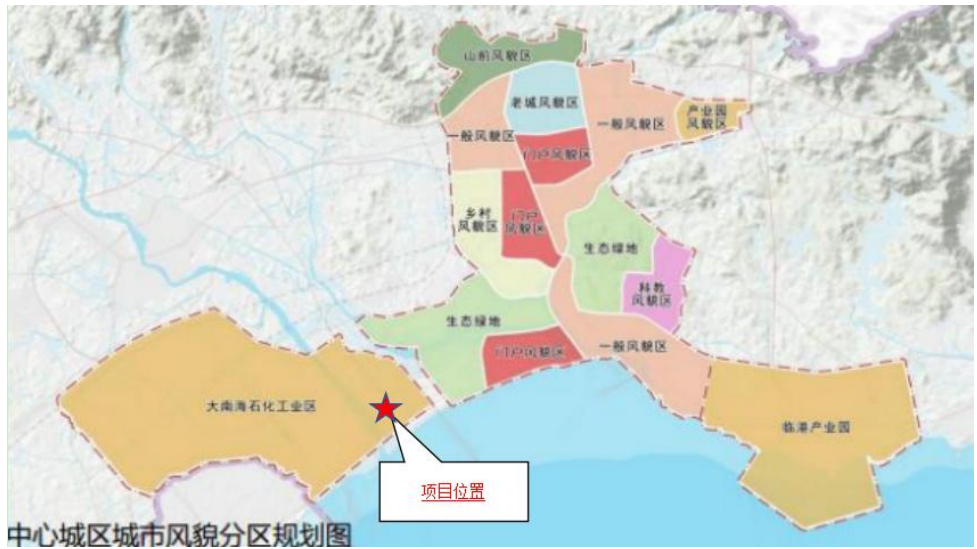 山前风貌区
老城风貌区
产业园
风貌区
一般风貌区
一般风貌区
门户风貌区
乡村
风貌区
门户
风貌区
生态绿地
科教
风貌区
生态绿地
门户风貌区
一般风貌区
大南海石化工业区
临港产业园
项目位置
中心城区城市风貌分区规划图